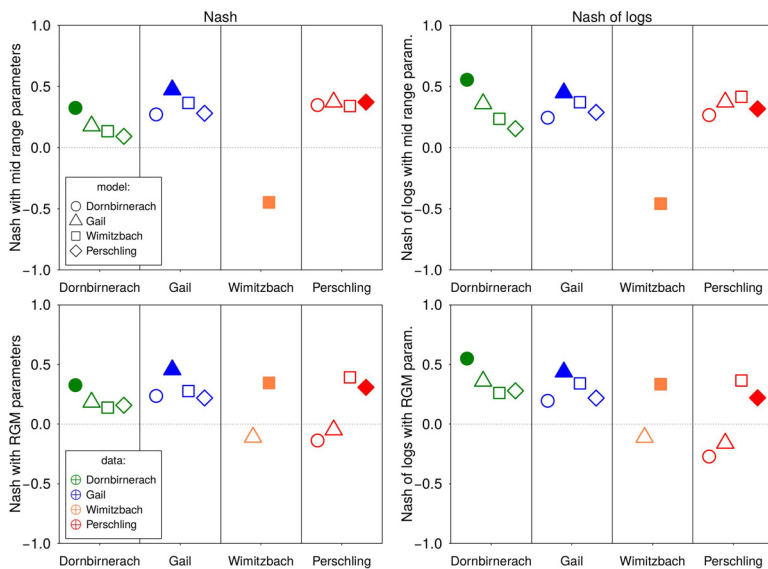 Nash
Nash of logs
Nash with mid range parameters
1.0
0.5
0.0
−0.5
−1.0
model:
Dornbirnerach
Gail
Wimitzbach
Perschling
Dornbirnerach Gail Wimitzbach Perschling
Nash of logs with mid range param.
1.0
0.5
0.0
−0.5
−1.0
Dornbirnerach Gail Wimitzbach Perschling
Nash with RGM parameters
1.0
0.5
0.0
−0.5
−1.0
data:
Dornbirnerach
Gail
Wimitzbach
Perschling
Dornbirnerach Gail Wimitzbach Perschling
Nash of logs with RGM param.
1.0
0.5
0.0
−0.5
−1.0
Dornbirnerach Gail Wimitzbach Perschling